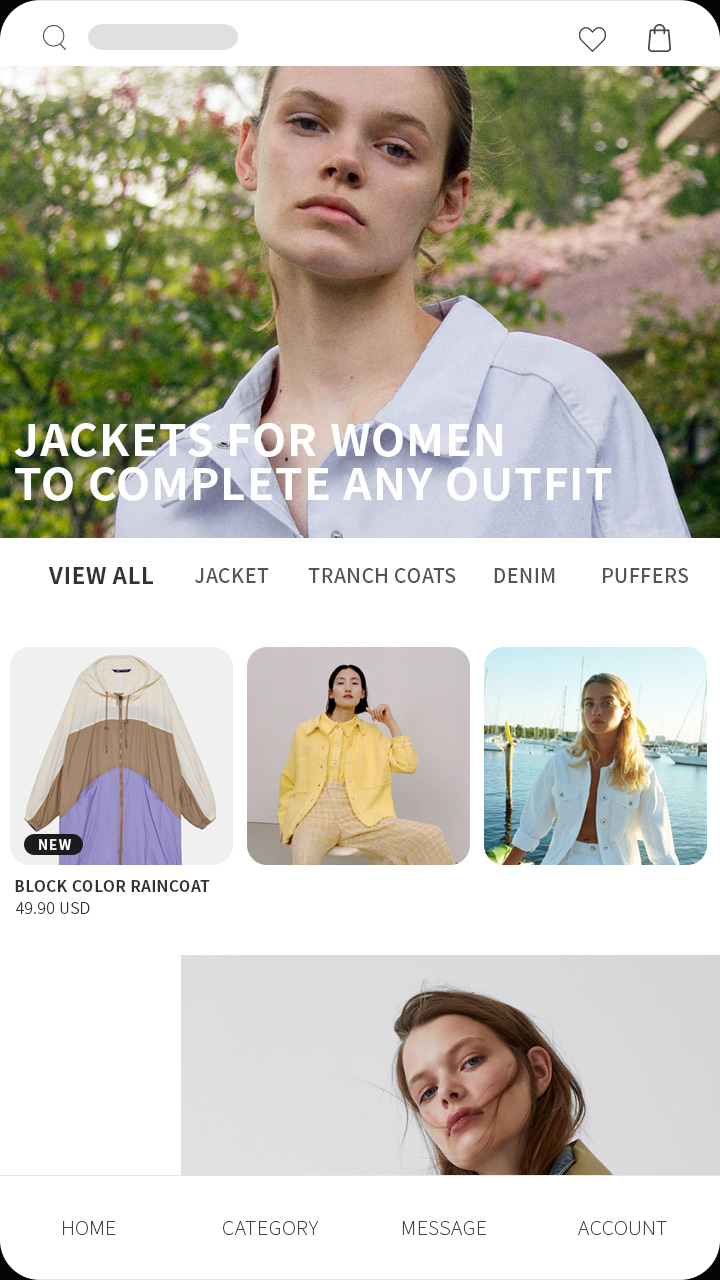 JACKETS FOR WOMEN
TO COMPLETE ANY OUTFIT
VIEW ALL JACKET TRANCH COATS DENIM PUFFERS
NEW
BLOCK COLOR RAINCOAT
49.90 USD
HOME CATEGORY MESSAGE ACCOUNT